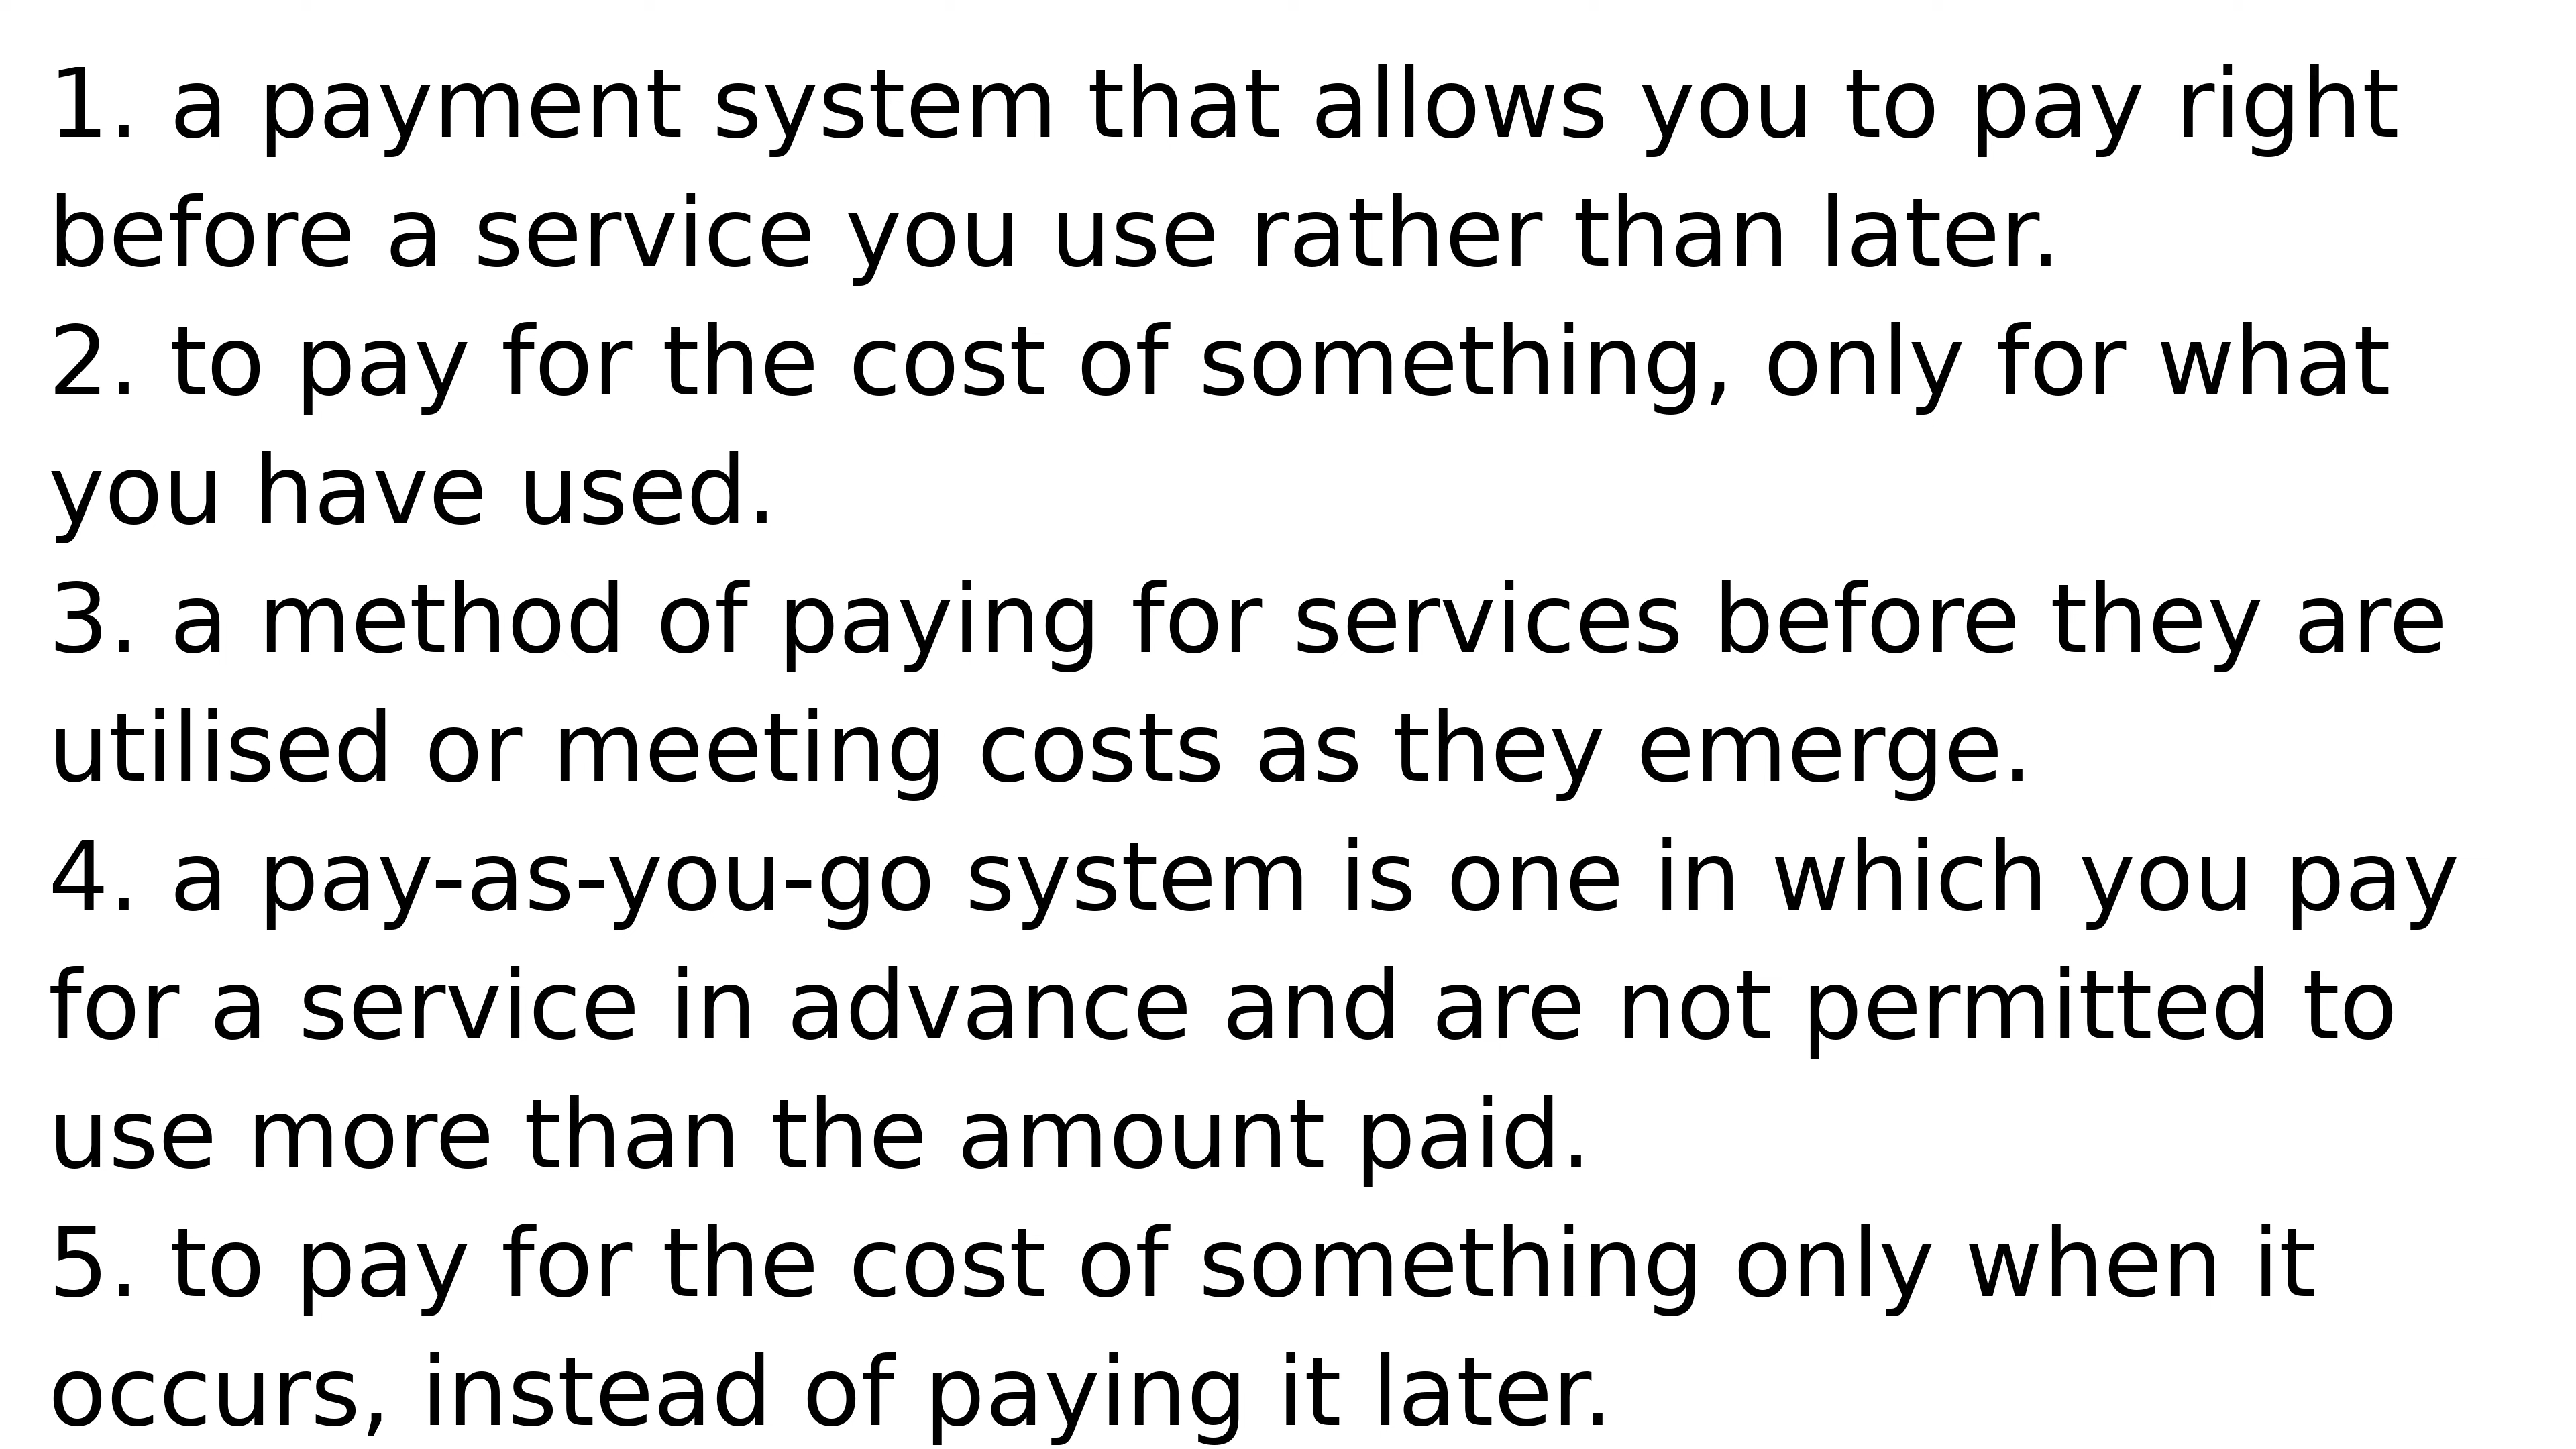 1. a payment system that allows you to pay right
before a service you use rather than later.
2. to pay for the cost of something, only for what
you have used.
3. a method of paying for services before they are
utilised or meeting costs as they emerge.
4. a pay-as-you-go system is one in which you pay
for a service in advance and are not permitted to
use more than the amount paid.
5. to pay for the cost of something only when it
occurs, instead of paying it later.